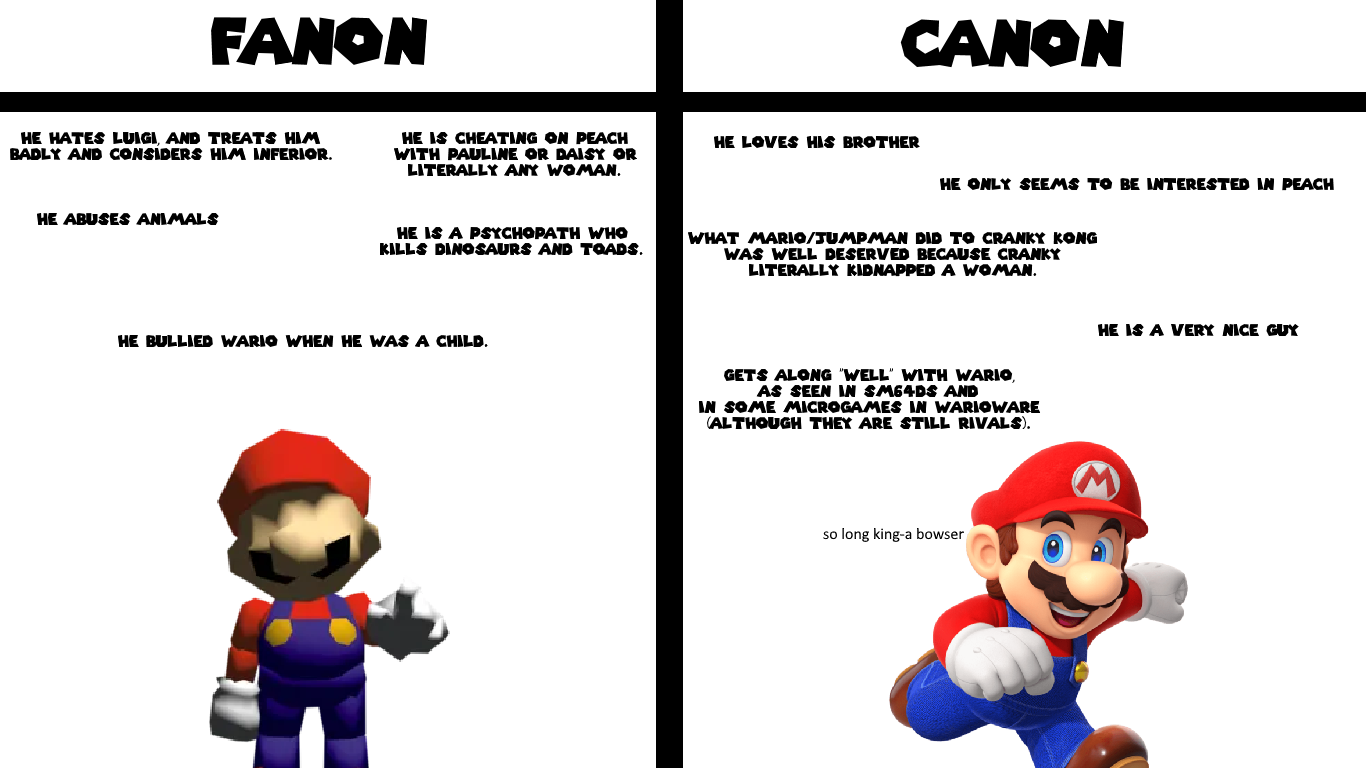 FANON
HE HATES LUIGI, AND TREATS HIM
BADLY AND CONSIDERS HIM INFERIOR.
HE IS CHEATING ON PEACH
WITH PAULINE OR DAISY OR
LITERALLY ANY WOMAN.
HE ABUSES ANIMALS
HE IS A PSYCHOPATH WHO
KILLS DINOSAURS AND TOADS.
HE BULLIED WARIO WHEN HE WAS A CHILD.
CANON
HE LOVES HIS BROTHER
HE ONLY SEEMS TO BE INTERESTED IN PEACH
WHAT MARIO/JUMPMAN DID TO CRANKY KONG
WAS WELL DESERVED BECAUSE CRANKY
LITERALLY KIDNAPPED A WOMAN.
HE IS A VERY NICE GUY
GETS ALONG "WELL" WITH WARIO,
AS SEEN IN SM64DS AND
IN SOME MICROGAMES IN WARIOWARE
(ALTHOUGH THEY ARE STILL RIVALS).
M
so long king-a bowser